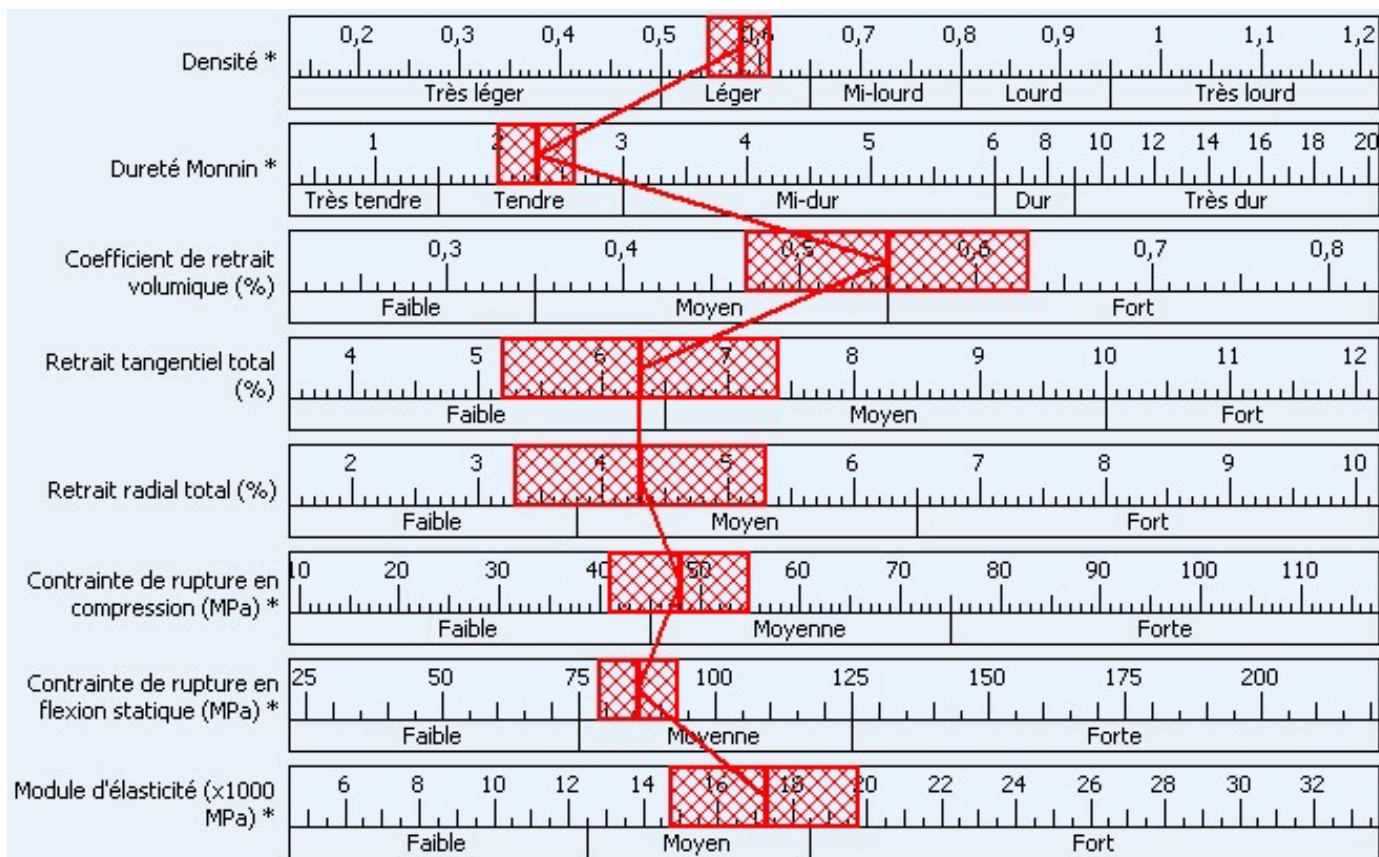 0,2 0,3 0,4 0,5 0,6 0,7 0,8 0,9 1 1,1 1,2
Densité *
Très léger Léger Mi-lourd Lourd Très lourd
1 2 3 4 5 6 8 10 12 14 16 18 20
Dureté Monnin *
Très tendre Tendre Mi-dur Dur Très dur
0,3 0,4 0,5 0,6 0,7 0,8
Coefficient de retrait
volumique (%)
Faible Moyen Fort
4 5 6 7 8 9 10 11 12
Retrait tangentiel total
(%)
Faible Moyen Fort
2 3 4 5 6 7 8 9 10
Retrait radial total (%)
Faible Moyen Fort
10 20 30 40 50 60 70 80 90 100 110
Contrainte de rupture en
compression (MPa) *
Faible Moyenne Forte
25 50 75 100 125 150 175 200
Contrainte de rupture en
flexion statique (MPa) *
Faible Moyenne Forte
6 8 10 12 14 16 18 20 22 24 26 28 30 32
Module d'élasticité (x1000
MPa) *
Faible Moyen Fort